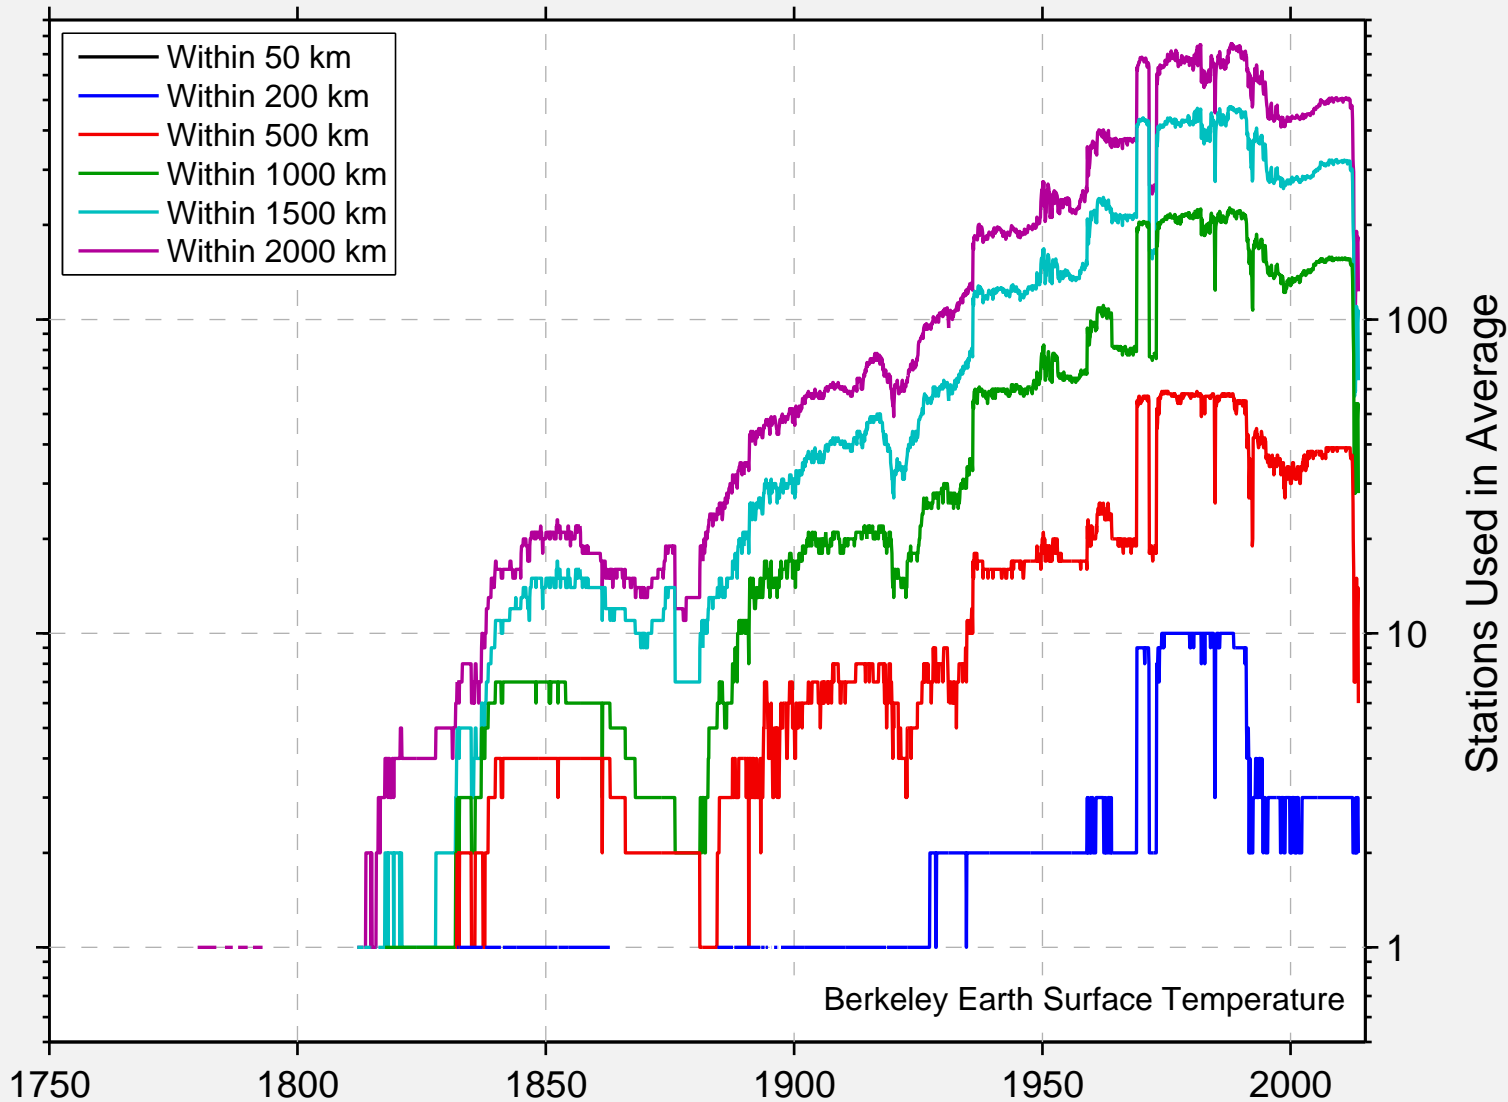 Within 50 km
Within 200 km
Within 500 km
Within 1000 km
Within 1500 km
Within 2000 km
100
10
1
Stations Used in Average
Berkeley Earth Surface Temperature
1750
1800
1850
1900
1950
2000